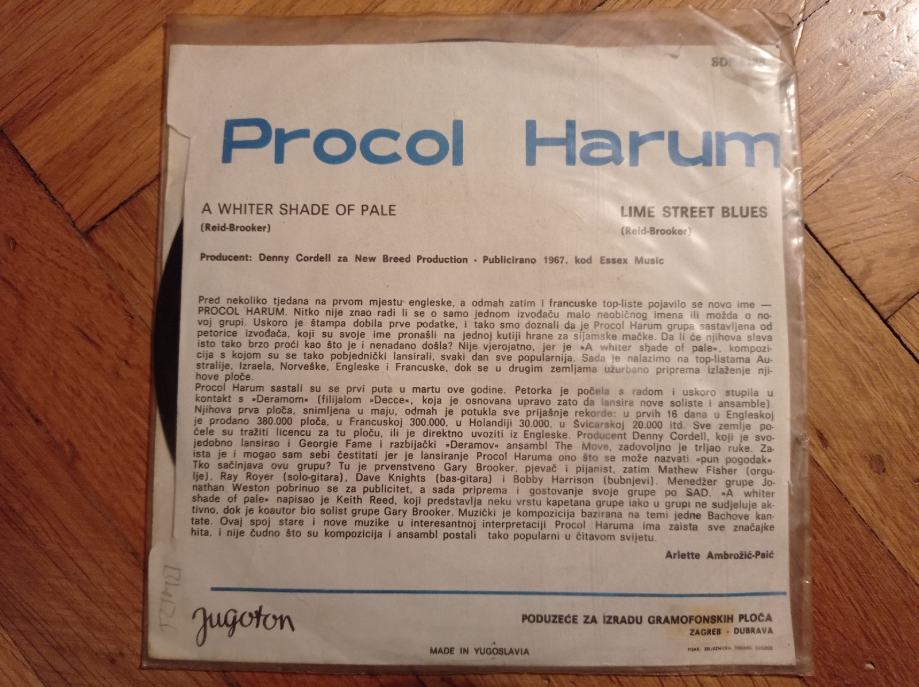 Procol Harum
A WHITER SHADE OF PALE
(Reid-Brooker)
LIME STREET BLUES
(Reid-Brooker)
Producent: Denny Cordell za New Breed Production - Publicirano 1967. kod Essex Music
Pred nekoliko tjedana na prvom mjestu engleske, a odmah zatim i francuske top-liste pojavilo se novo ime —
PROCOL HARUM. Nitko nije znao radi li se o samo jednom izvođaču malo neobičnog imena ili možda o no-
voj grupi. Uskoro je štampa dobila prve podatke, i tako smo doznali da je Procol Harum grupa sastavljena od
petorice izvođača, koji su svoje ime pronašli na jednoj kutiji hrane za sijamske mačke. Da li će njihova slava
isto tako brzo proći kao što je i nenadano došla? Nije vjerojatno, jer je »A whiter shade of pale«, kompozi-
cija s kojom su se tako pobjednički lansirali, svaki dan sve popularnija. Sada je nalazimo na top-listama Au-
stralije, Izraela, Norveške, Engleske i Francuske, dok se u drugim zemljama užurbano priprema izlaženje nji-
hove ploče.
Procol Harum sastali su se prvi puta u martu ove godine. Petorka je počela s radom i uskoro stupila u
kontakt s »Deramom« (filijalom »Decce«, koja je osnovana upravo zato da lansira nove soliste i ansamble).
Njihova prva ploča, snimljena u maju, odmah je potukla sve prijašnje rekorde: u prvih 16 dana u Engleskoj
je prodano 380.000 ploča, u Francuskoj 300.000, u Holandiji 30.000, u Švicarskoj 20.000 itd. Sve zemlje po-
čele su tražiti licencu za tu ploču, ili je direktno uvoziti iz Engleske. Producent Denny Cordell, koji je svo-
jedobno lansirao i Georgie Fame i razbijački »Deramov« ansambl The Move, zadovoljno je trljao ruke. Za-
ista je i mogao sam sebi čestitati jer je lansiranje Procol Haruma ono što se može nazvati »pun pogodak«.
Tko sačinjava ovu grupu? Tu je prvenstveno Gary Brooker, pjevač i pijanist, zatim Mathew Fisher (orgu-
lje), Ray Royer (solo-gitara), Dave Knights (bas-gitara) i Bobby Harrison (bubnjevi). Menedžer grupe Jo-
nathan Weston pobrinuo se za publicitet, a sada priprema i gostovanje svoje grupe po SAD. »A whiter
shade of pale« napisao je Keith Reed, koji predstavlja neku vrstu kapetana grupe iako u grupi ne sudjeluje ak-
tivno, dok je koautor bio solist grupe Gary Brooker. Muzički je kompozicija bazirana na temi jedne Bachove kan-
tate. Ovaj spoj stare i nove muzike u interesantnoj interpretaciji Procol Haruma ima zaista sve značajke
hita, i nije čudno što su kompozicija i ansambl postali tako popularni u čitavom svijetu.
Arlette Ambrožić-Paić
Jugoton
PODUZEĆE ZA IZRADU GRAMOFONSKIH PLOČA
ZAGREB - DUBRAVA
MADE IN YUGOSLAVIA